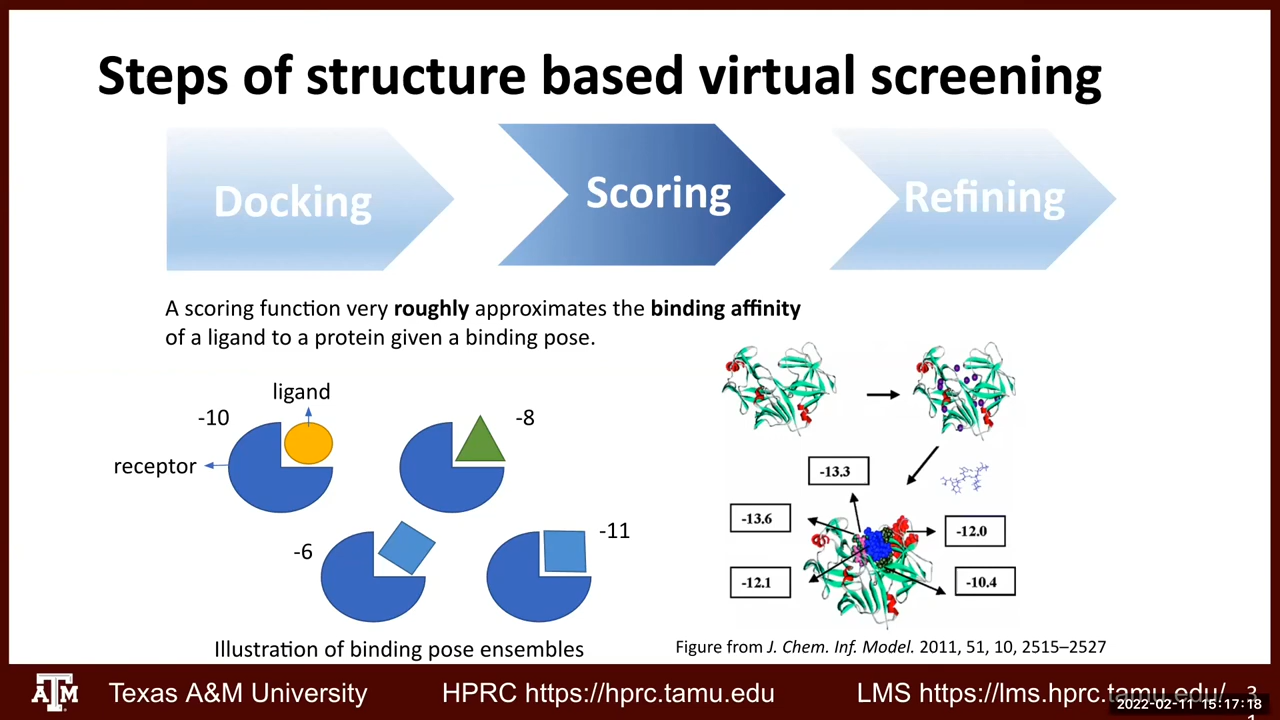 Steps of structure based virtual screening
Docking
Scoring
Refining
A scoring function very roughly approximates the binding affinity
of a ligand to a protein given a binding pose.
ligand
-10
-8
receptor
-6
-11
Illustration of binding pose ensembles
-13.3
-13.6
-12.0
-12.1
-10.4
Figure from J. Chem. Inf. Model. 2011, 51, 10, 2515–2527
ĀTM Texas A&M University
HPRC https://hprc.tamu.edu
LMS https://lms.hprc.tamu.edu/
3
2022-02-11 15:17:18